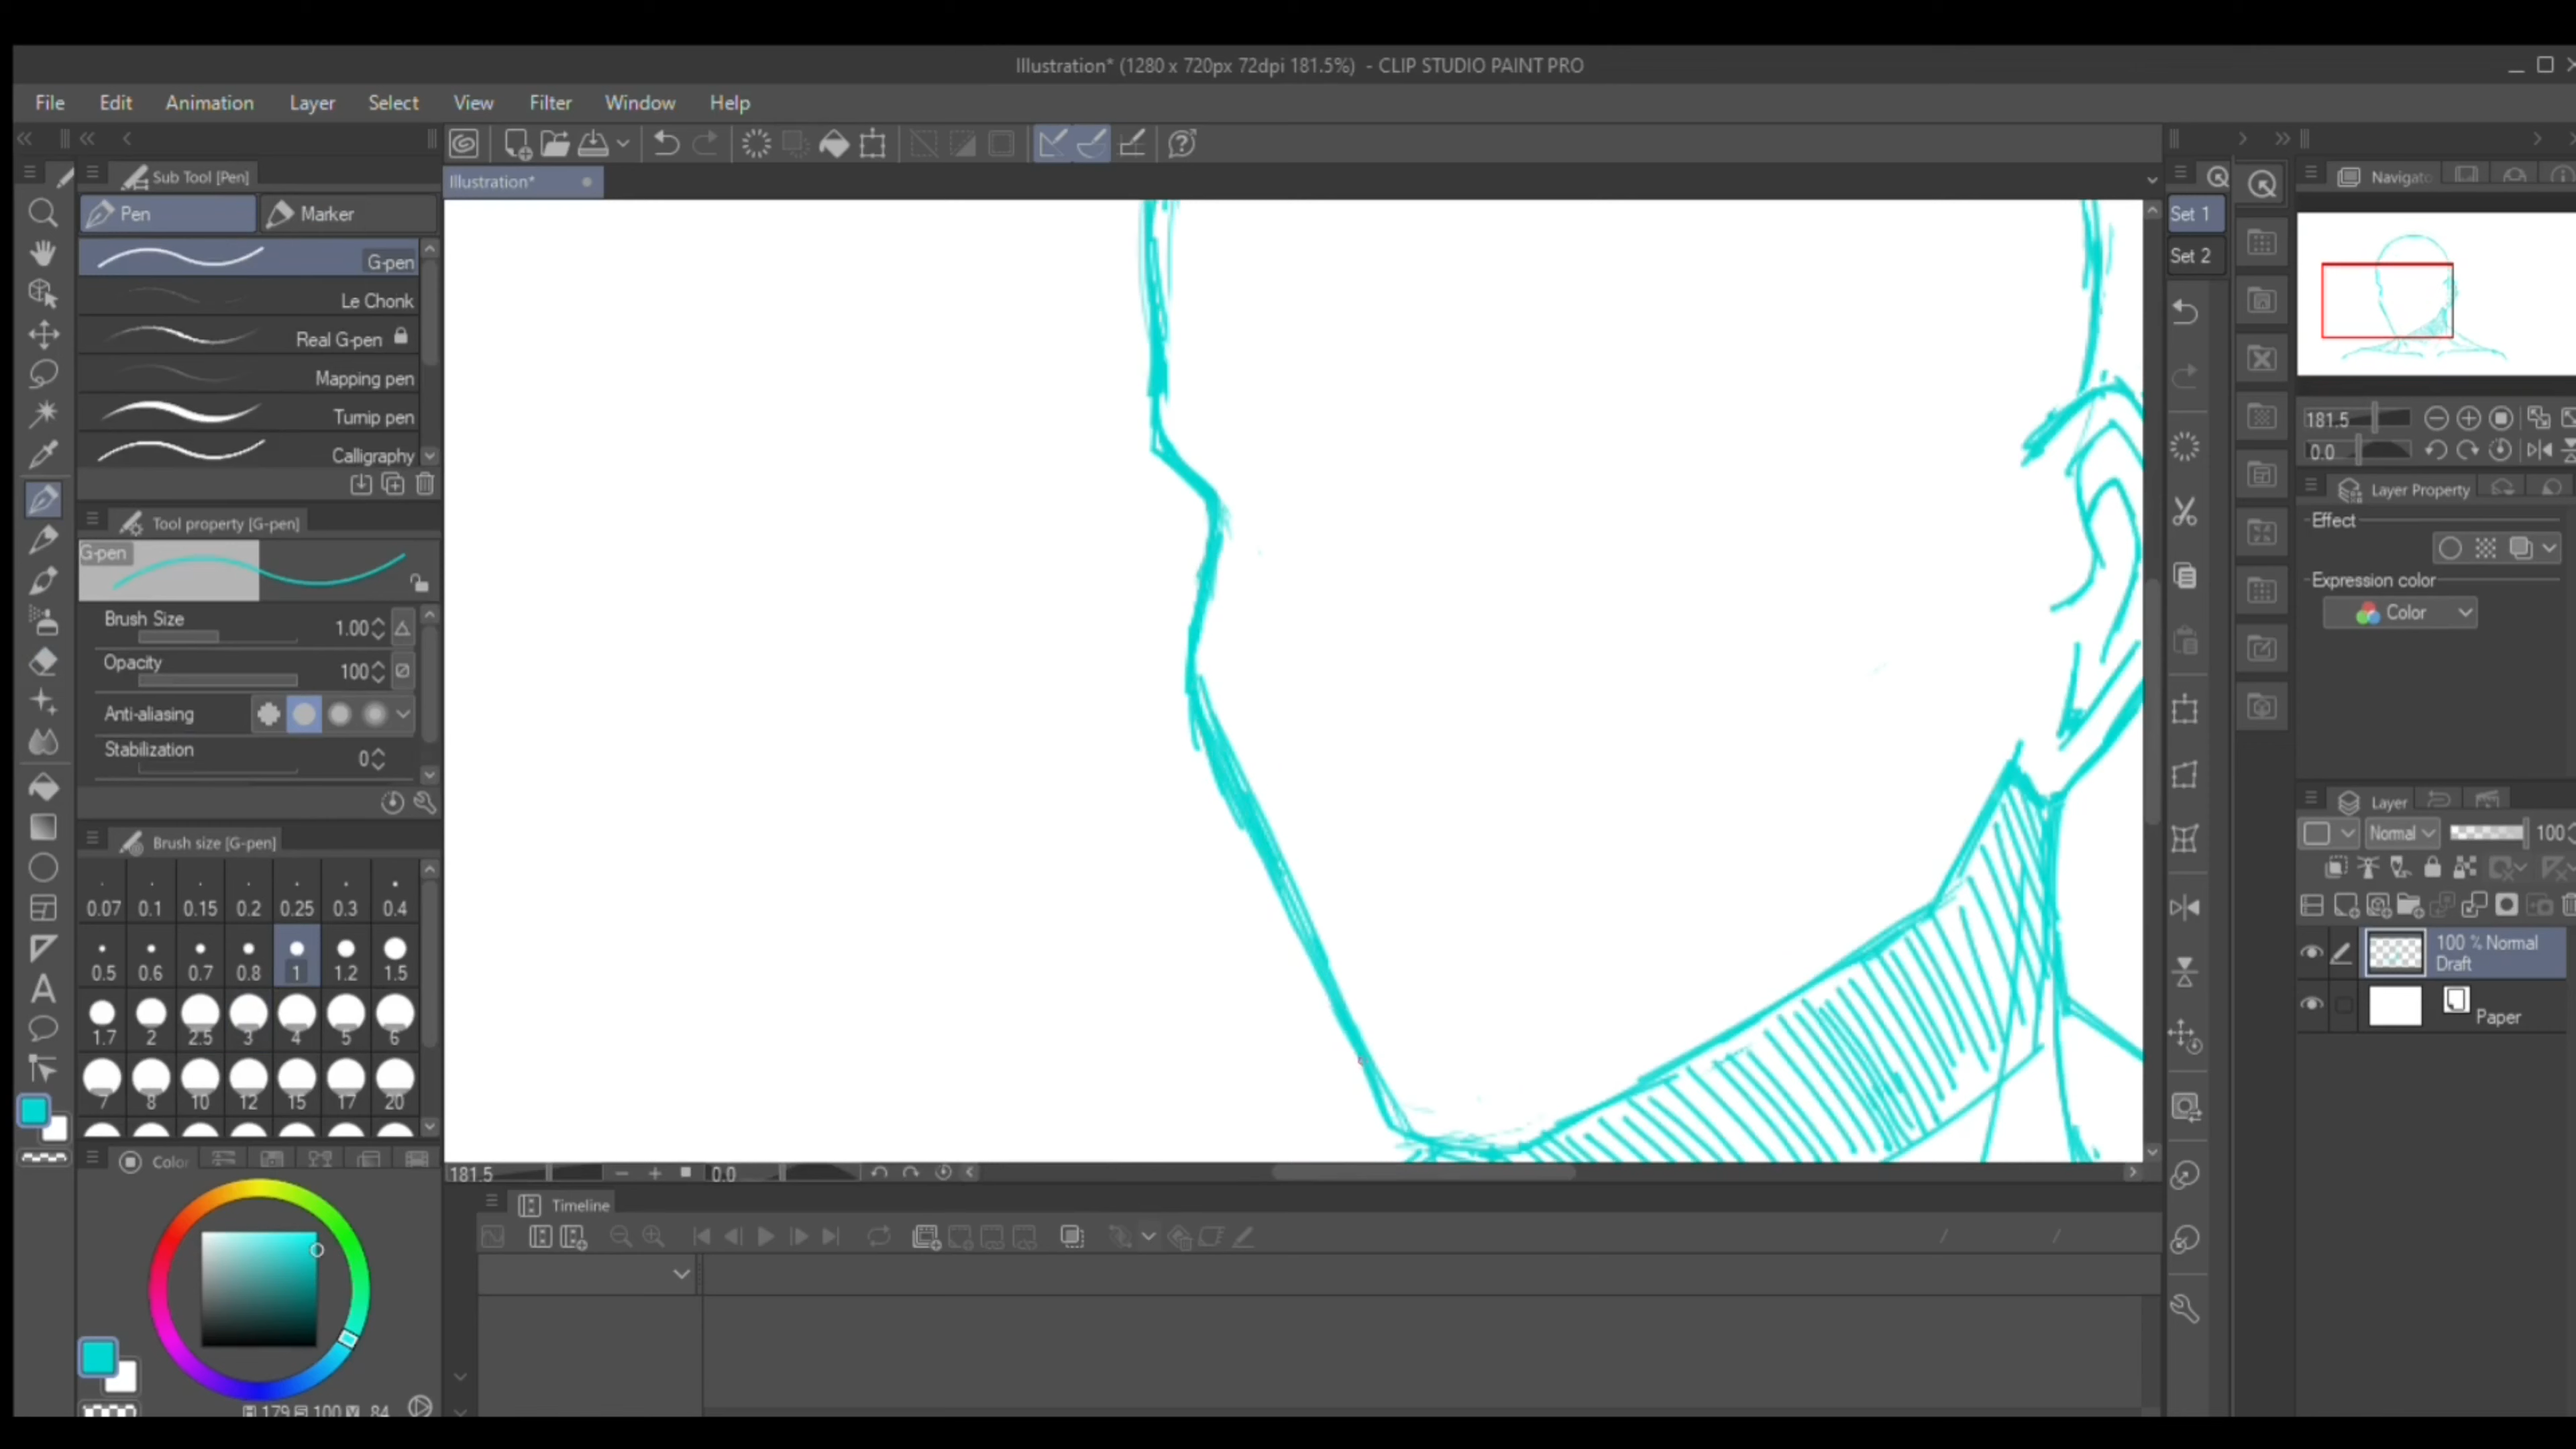 Illustration* (1280 x 720px 72dpi 181.5%) - CLIP STUDIO PAINT PRO
File Edit Animation Layer Select View Filter Window Help
Sub Tool [Pen]
Illustration*
Navigato
Pen Marker
Set 1
Set 2
G-pen
Le Chonk
Real G-pen
Mapping pen
Turnip pen
Calligraphy
181.5
0.0
Layer Property
Effect
Expression color
Color
Tool property [G-pen]
G-pen
Brush Size 1.00
Opacity 100
Anti-aliasing
Stabilization 0
Brush size [G-pen]
0.07 0.1 0.15 0.2 0.25 0.3 0.4
0.5 0.6 0.7 0.8 1 1.2 1.5
1.7 2 2.5 3 4 5 6
7 8 10 12 15 17 20
Layer
Normal 100
100 % Normal
Draft
Paper
Color
181.5 0.0
Timeline
H 179 S 100 V 84